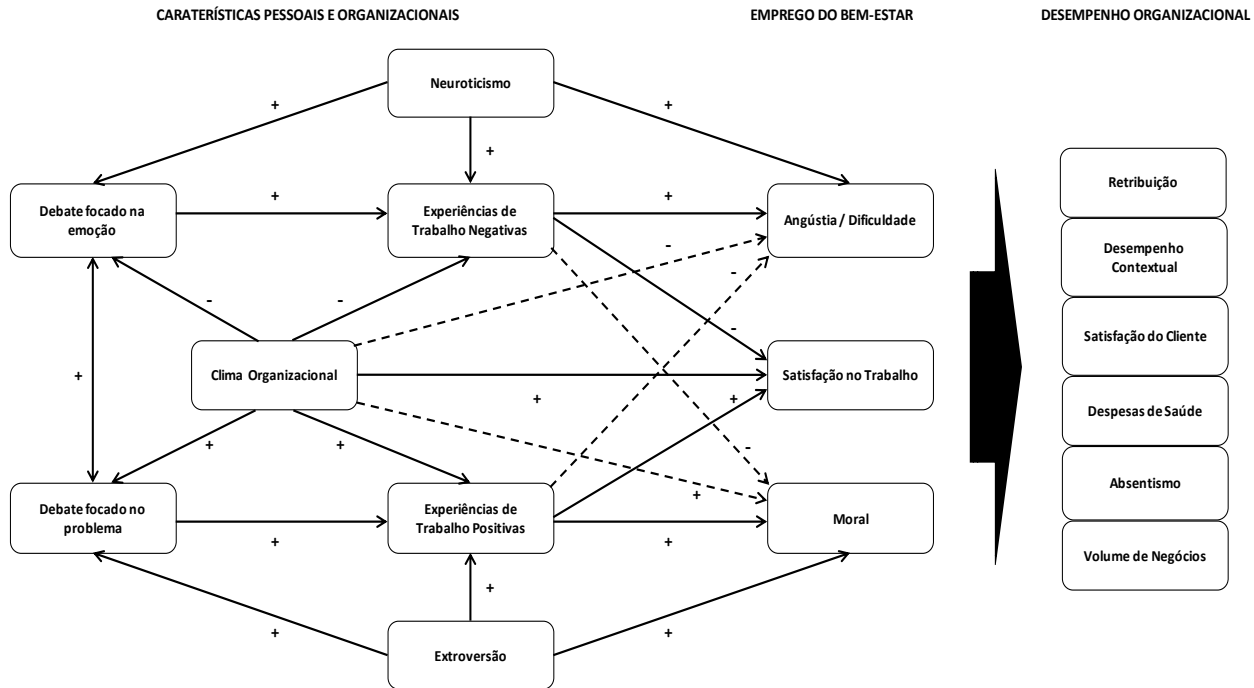 CARATERÍSTICAS PESSOAIS E ORGANIZACIONAIS
EMPREGO DO BEM-ESTAR
DESEMPENHO ORGANIZACIONAL
Neuroticismo
+
+
+
Debate focado na
emoção
+
Experiências de
Trabalho Negativas
+
Angústia / Dificuldade
-
-
-
-
Clima Organizacional
-
Satisfação no Trabalho
+
+
+
+
+
-
Debate focado no
problema
+
Experiências de
Trabalho Positivas
+
+
Moral
+
+
+
Extroversão
Retribuição
Desempenho
Contextual
Satisfação do Cliente
Despesas de Saúde
Absentismo
Volume de Negócios